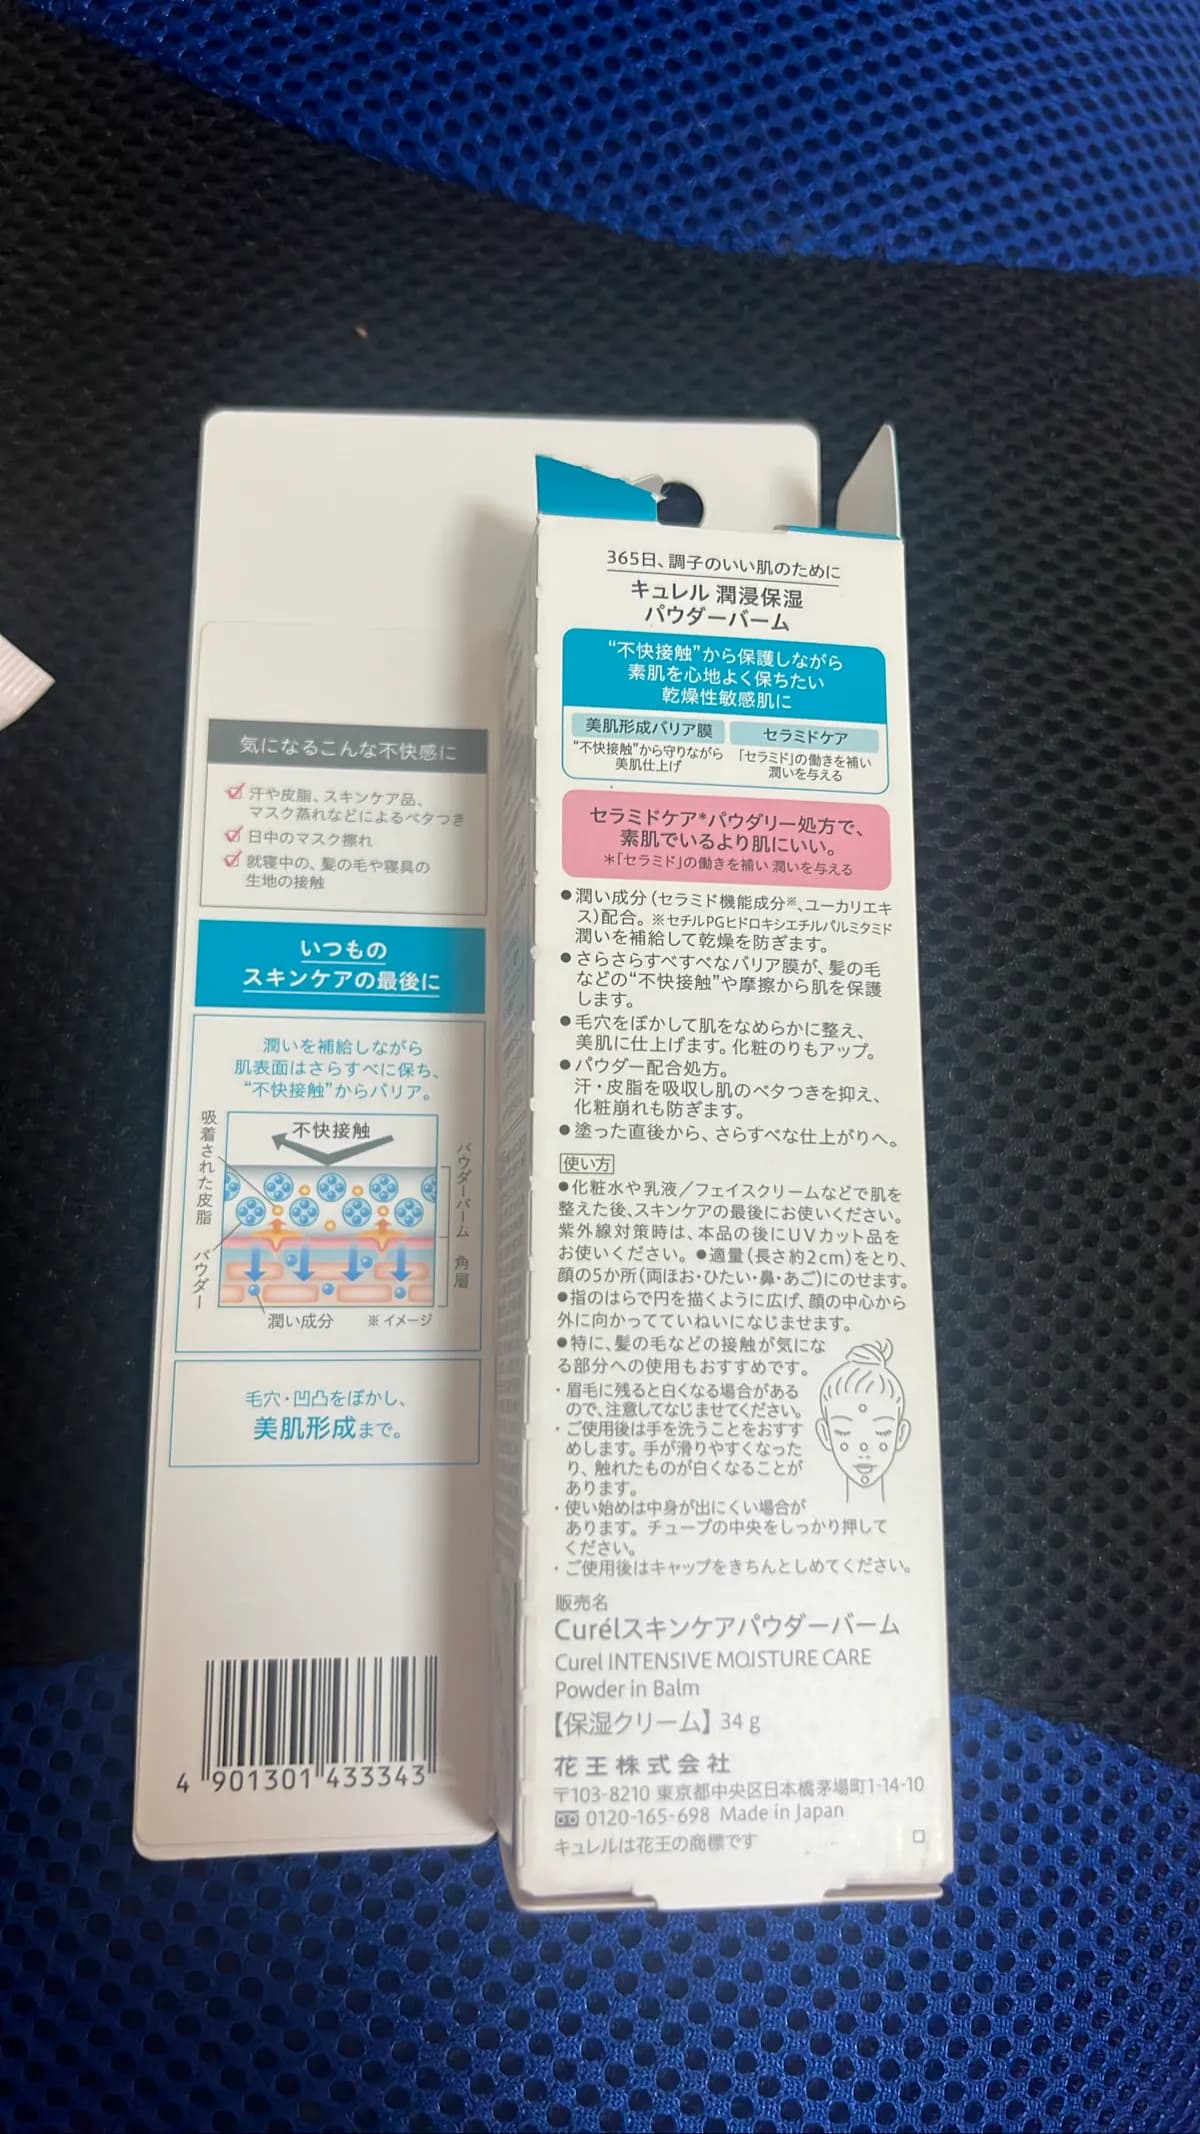 気になるこんな不快感に
汗や皮脂、スキンケア品、
マスク蒸れなどによるベタつき
日中のマスク擦れ
就寝中の、髪の毛や寝具の
生地の接触
いつもの
スキンケアの最後に
潤いを補給しながら
肌表面はさらすべに保ち、
“不快接触”からバリア。
不快接触
吸着された皮脂
パウダー
パウダーバーム
角層
潤い成分
※イメージ
毛穴・凹凸をぼかし、
美肌形成まで。
4 901301 433343
365日、調子のいい肌のために
キュレル 潤浸保湿
パウダーバーム
“不快接触”から保護しながら
素肌を心地よく保ちたい
乾燥性敏感肌に
美肌形成バリア膜
“不快接触”から守りながら
美肌仕上げ
セラミドケア
「セラミド」の働きを補い
潤いを与える
セラミドケア*パウダリー処方で、
素肌でいるより肌にいい。
*「セラミド」の働きを補い 潤いを与える
●潤い成分(セラミド機能成分※、ユーカリエキ
ス)配合。※セチルPGヒドロキシエチルパルミタミド
潤いを補給して乾燥を防ぎます。
●さらさらすべすべなバリア膜が、髪の毛
などの“不快接触”や摩擦から肌を保護
します。
●毛穴をぼかして肌をなめらかに整え、
美肌に仕上げます。化粧のりもアップ。
●パウダー配合処方。
汗・皮脂を吸収し肌のベタつきを抑え、
化粧崩れも防ぎます。
●塗った直後から、さらすべな仕上がりへ。
使い方
●化粧水や乳液/フェイスクリームなどで肌を
整えた後、スキンケアの最後にお使いください。
紫外線対策時は、本品の後にUVカット品を
お使いください。●適量(長さ約2cm)をとり、
顔の5か所(両ほお・ひたい・鼻・あご)にのせます。
●指のはらで円を描くように広げ、顔の中心から
外に向かってていねいになじませます。
●特に、髪の毛などの接触が気にな
る部分への使用もおすすめです。
・眉毛に残ると白くなる場合がある
ので、注意してなじませてください。
・ご使用後は手を洗うことをおすす
めします。手が滑りやすくなった
り、触れたものが白くなることが
あります。
・使い始めは中身が出にくい場合が
あります。チューブの中央をしっかり押して
ください。
・ご使用後はキャップをきちんとしめてください。
販売名
Curélスキンケアパウダーバーム
Curel INTENSIVE MOISTURE CARE
Powder in Balm
【保湿クリーム】34 g
花王株式会社
〒103-8210 東京都中央区日本橋茅場町1-14-10
0120-165-698 Made in Japan
キュレルは花王の商標です